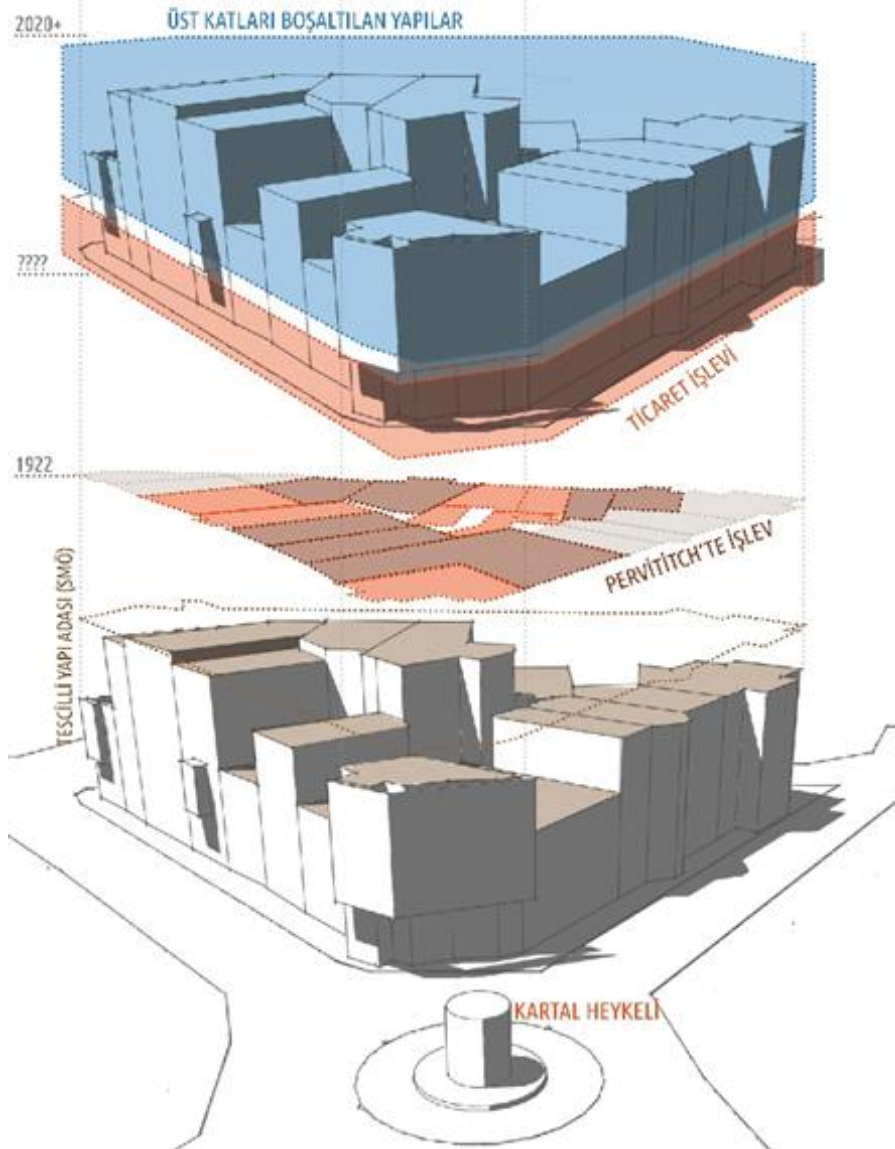 2020+
ÜST KATLARI BOŞALTILAN YAPILAR
????
TİCARET İŞLEVİ
1922
PERVİTİTCH'TE İŞLEV
TESCİLLİ YAPI ADASI (SMÖ)
KARTAL HEYKELİ